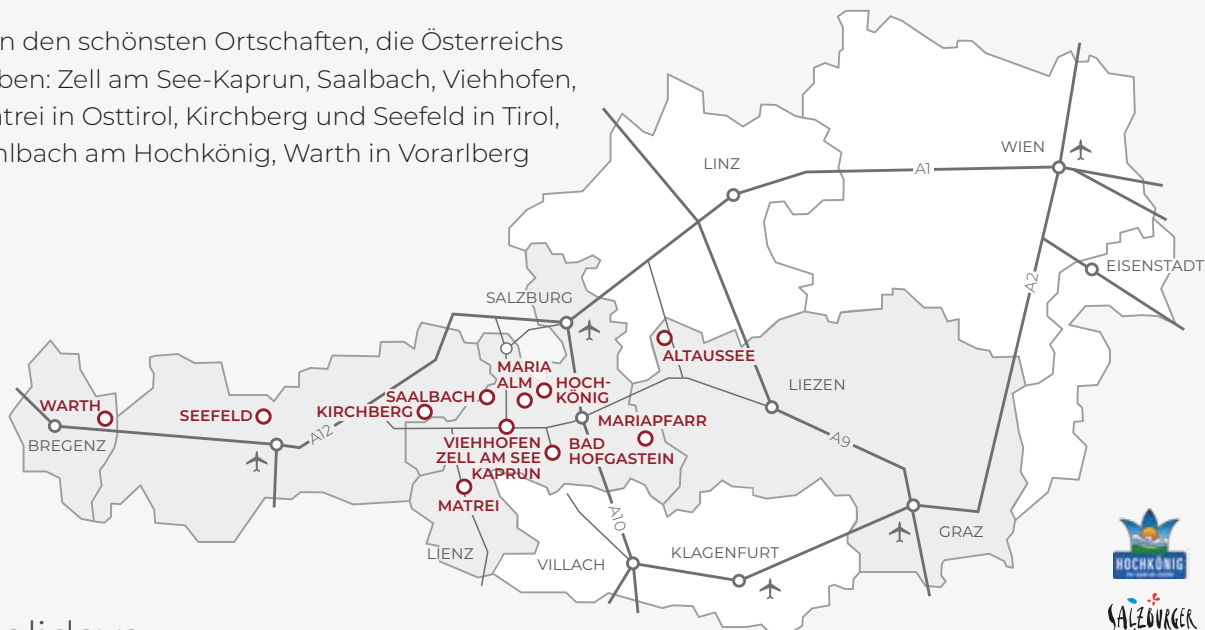 n den schönsten Ortschaften, die Österreichs
ben: Zell am See-Kaprun, Saalbach, Viehhofen,
trei in Osttirol, Kirchberg und Seefeld in Tirol,
hlbach am Hochkönig, Warth in Vorarlberg
WIEN
LINZ
A1
EISENSTADT
A2
SALZBURG
ALTAUSSEE
MARIA
ALM
HOCH-
KÖNIG
LIEZEN
SAALBACH
KIRCHBERG
WARTH
SEEFELD
MARIAPFARR
BREGENZ
A12
A9
VIEHHOFEN
ZELL AM SEE
KAPRUN
BAD
HOFGASTEIN
MATREI
A10
GRAZ
LIENZ
VILLACH
KLAGENFURT
HOCHKÖNIG
SALZBURGER